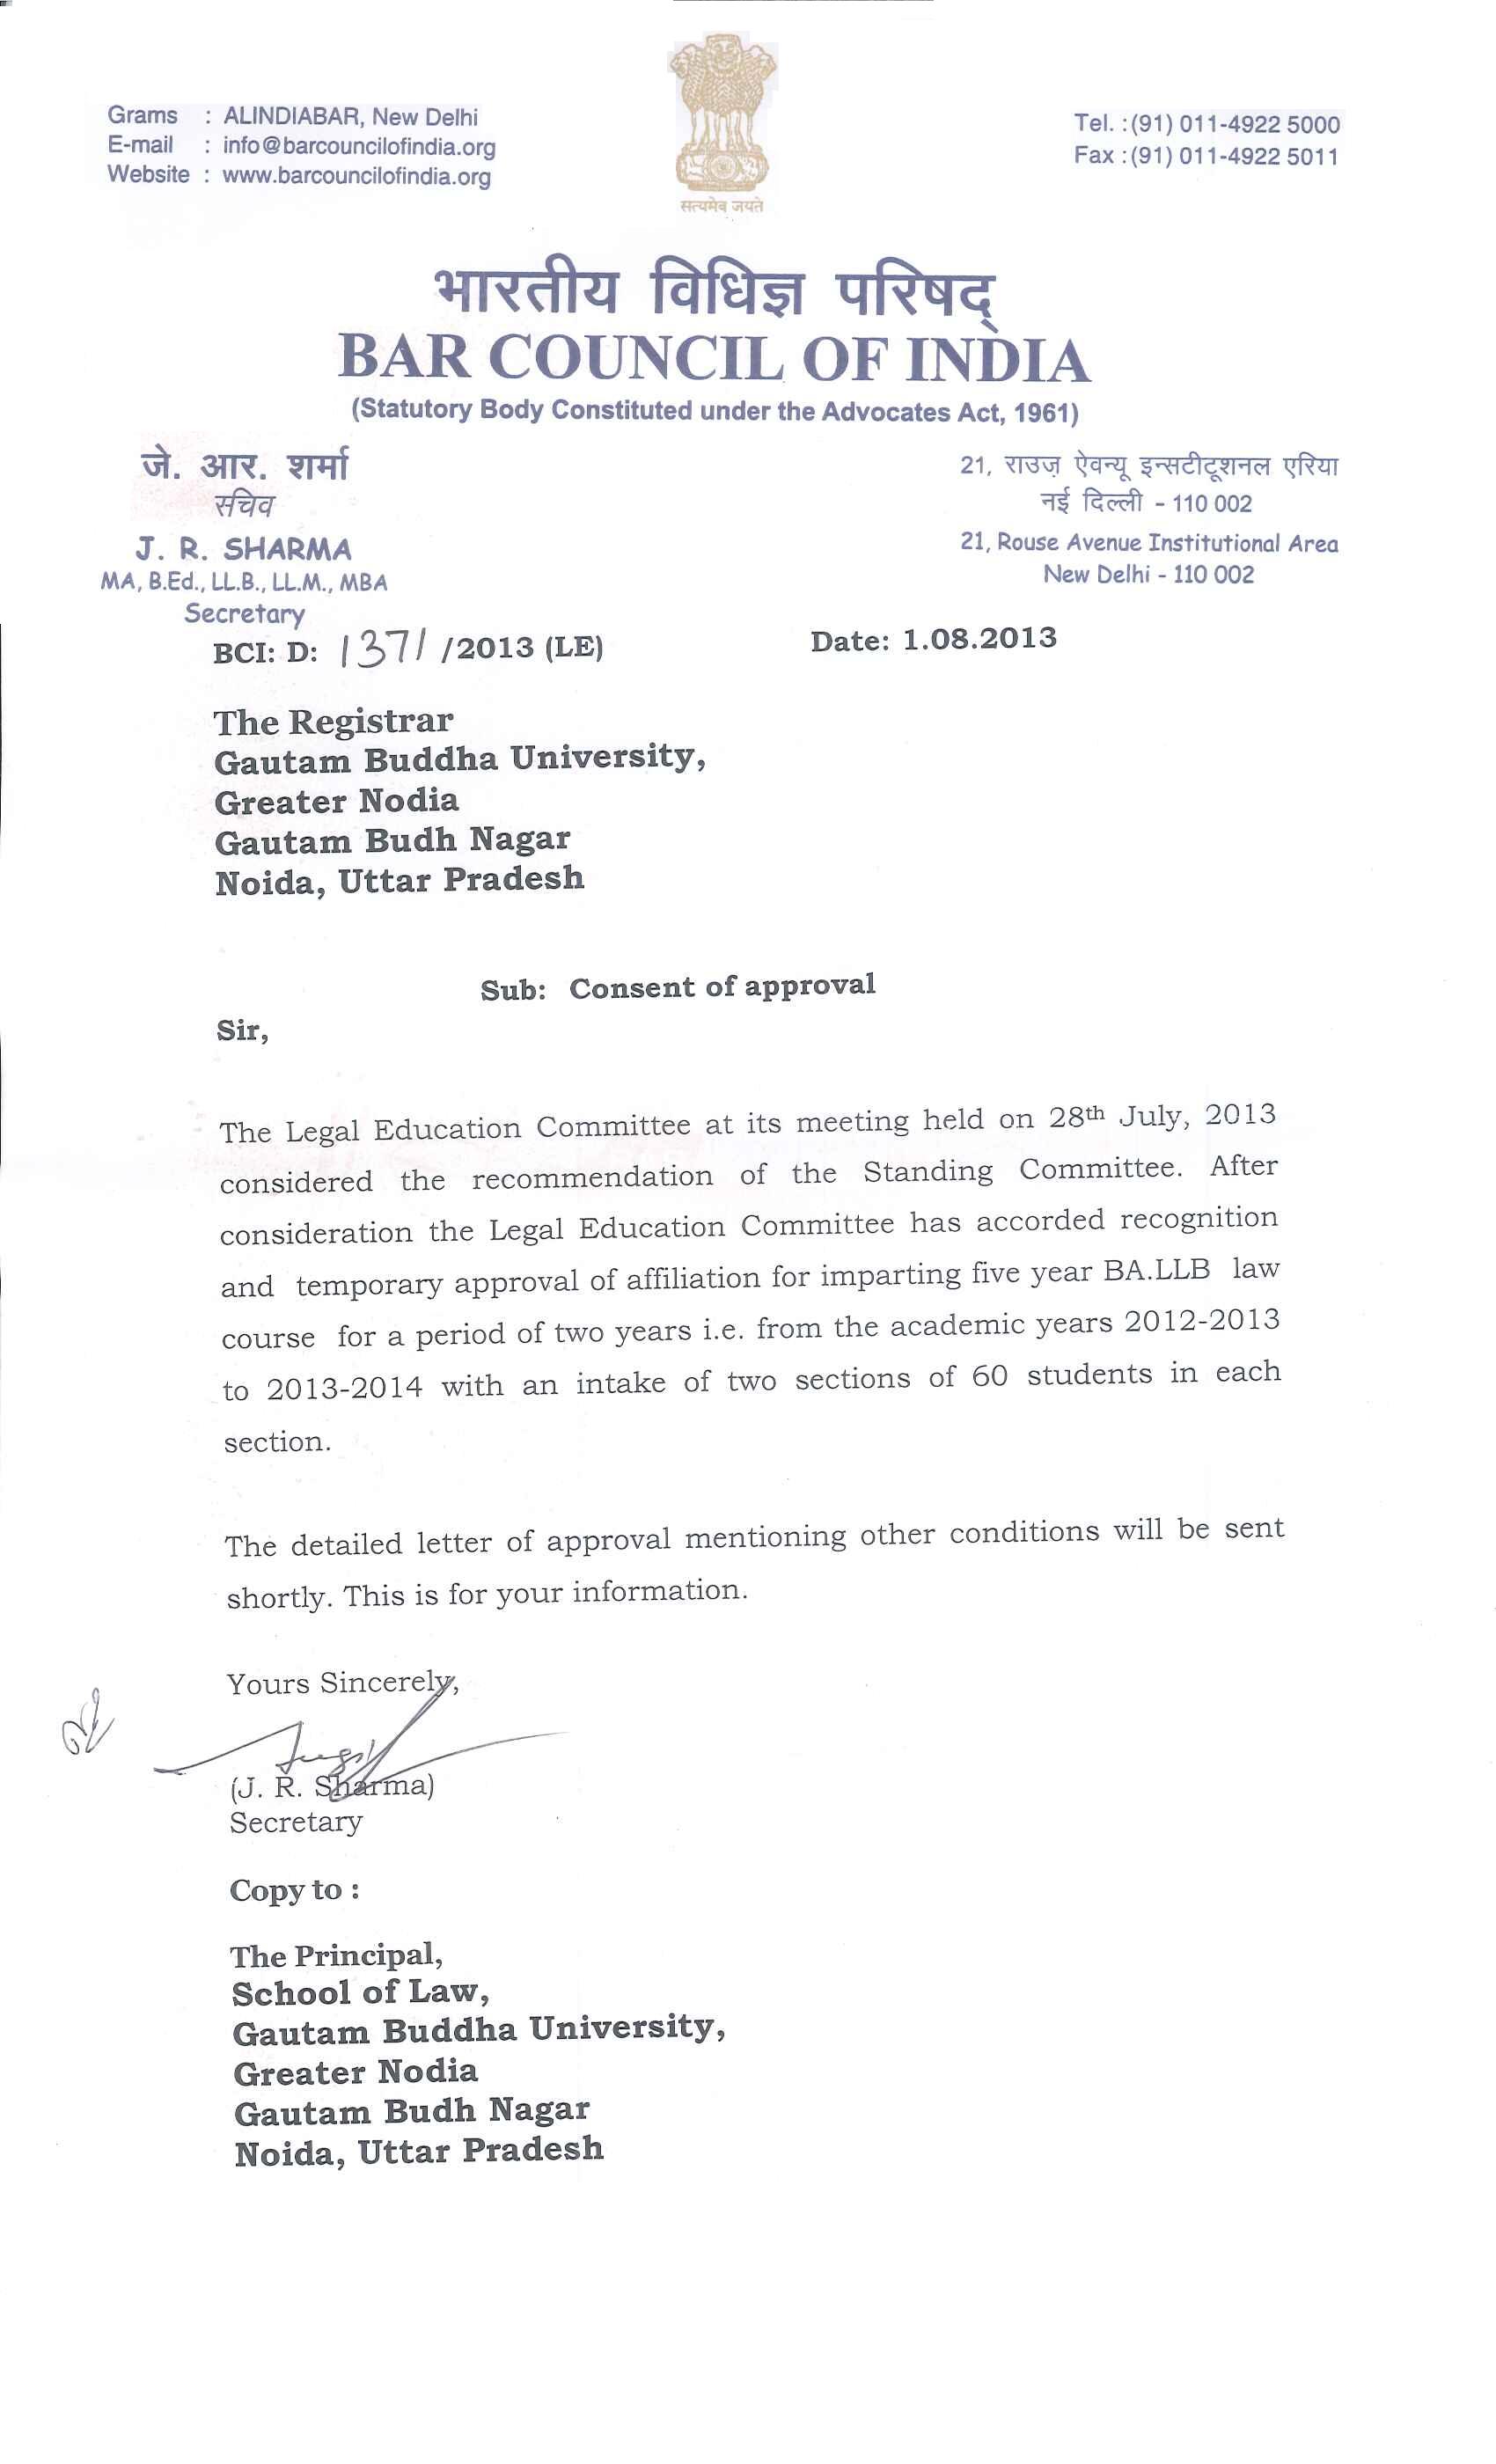 Grams : ALINDIABAR, New Delhi
E-mail : info@barcouncilofindia.org
Website : www.barcouncilofindia.org
सत्यमेव जयते
Tel. : (91) 011-4922 5000
Fax : (91) 011-4922 5011
भारतीय विधिज्ञ परिषद्
BAR COUNCIL OF INDIA
(Statutory Body Constituted under the Advocates Act, 1961)
जे. आर. शर्मा
सचिव
J. R. SHARMA
MA, B.Ed., LL.B., LL.M., MBA
Secretary
21, राउज़ ऐवन्यू इन्सटीटूशनल एरिया
नई दिल्ली - 110 002
21, Rouse Avenue Institutional Area
New Delhi - 110 002
BCI: D: 1371 /2013 (LE)
Date: 1.08.2013
The Registrar
Gautam Buddha University,
Greater Nodia
Gautam Budh Nagar
Noida, Uttar Pradesh
Sub: Consent of approval
Sir,
The Legal Education Committee at its meeting held on 28th July, 2013
considered the recommendation of the Standing Committee. After
consideration the Legal Education Committee has accorded recognition
and temporary approval of affiliation for imparting five year BA.LLB law
course for a period of two years i.e. from the academic years 2012-2013
to 2013-2014 with an intake of two sections of 60 students in each
section.
The detailed letter of approval mentioning other conditions will be sent
shortly. This is for your information.
Yours Sincerely,
(J. R. Sharma)
Secretary
Copy to :
The Principal,
School of Law,
Gautam Buddha University,
Greater Nodia
Gautam Budh Nagar
Noida, Uttar Pradesh